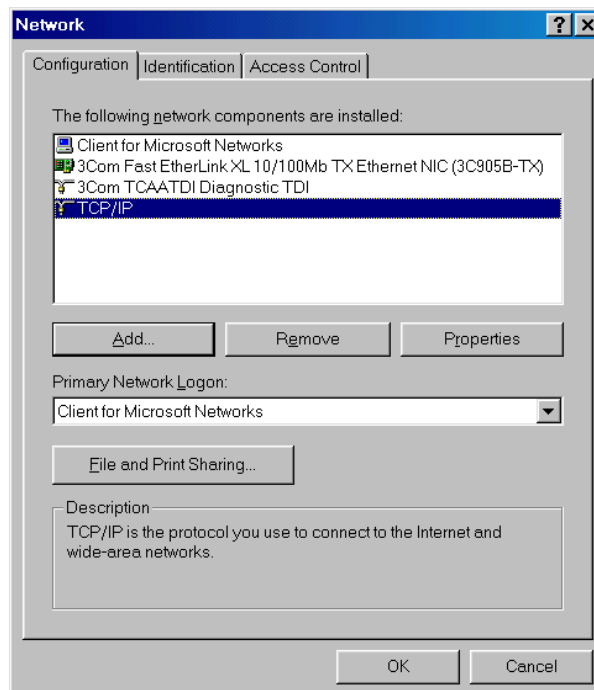 Network
Configuration Identification Access Control
The following network components are installed:
Client for Microsoft Networks
3Com Fast EtherLink XL 10/100Mb TX Ethernet NIC (3C905B-TX)
3Com TCAATDI Diagnostic TDI
TCP/IP
Add... Remove Properties
Primary Network Logon:
Client for Microsoft Networks
File and Print Sharing...
Description
TCP/IP is the protocol you use to connect to the Internet and
wide-area networks.
OK Cancel